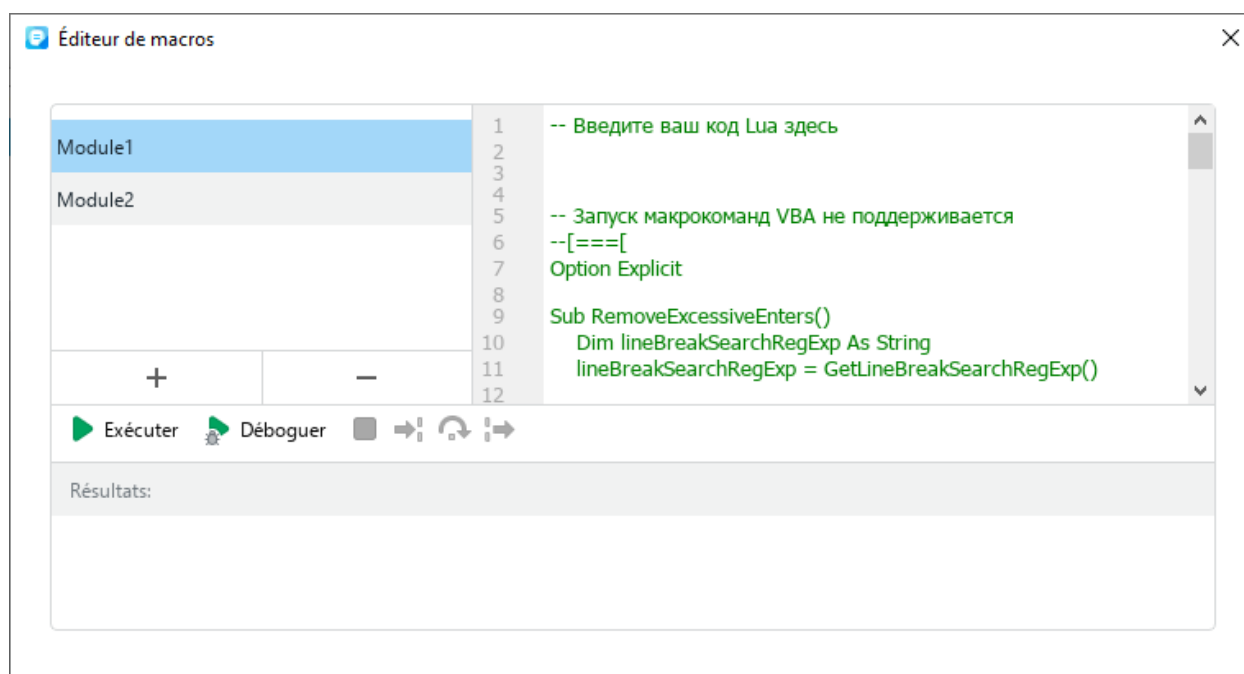 Éditeur de macros
Module1
Module2
1 -- Введите ваш код Lua здесь
2
3
4
5 -- Запуск макрокоманд VBA не поддерживается
6 --[===[
7 Option Explicit
8
9 Sub RemoveExcessiveEnters()
10 Dim lineBreakSearchRegExp As String
11 lineBreakSearchRegExp = GetLineBreakSearchRegExp()
12
Exécuter Déboguer
Résultats: